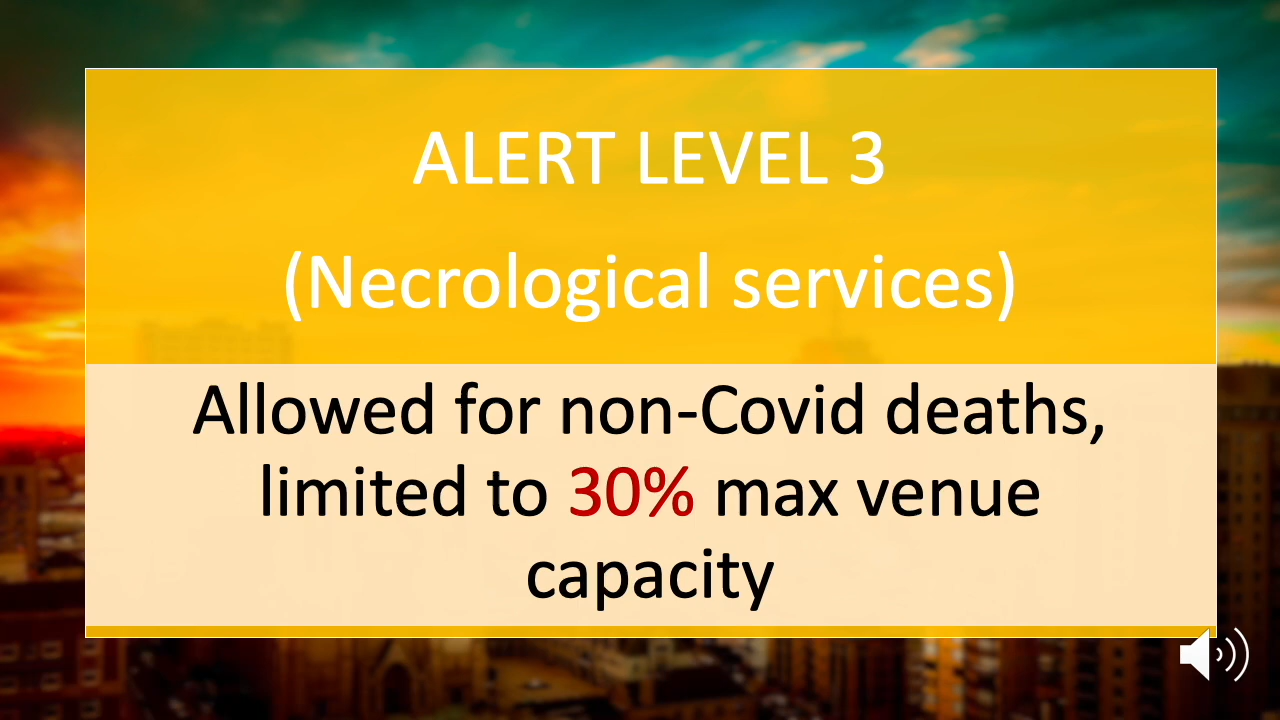 ALERT LEVEL 3
(Necrological services)
Allowed for non-Covid deaths,
limited to 30% max venue
capacity